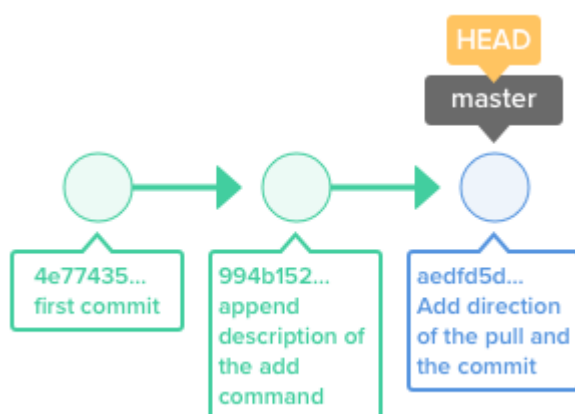 HEAD
master
4e77435...
first commit
994b152...
append
description of
the add
command
aedfd5d...
Add direction
of the pull and
the commit